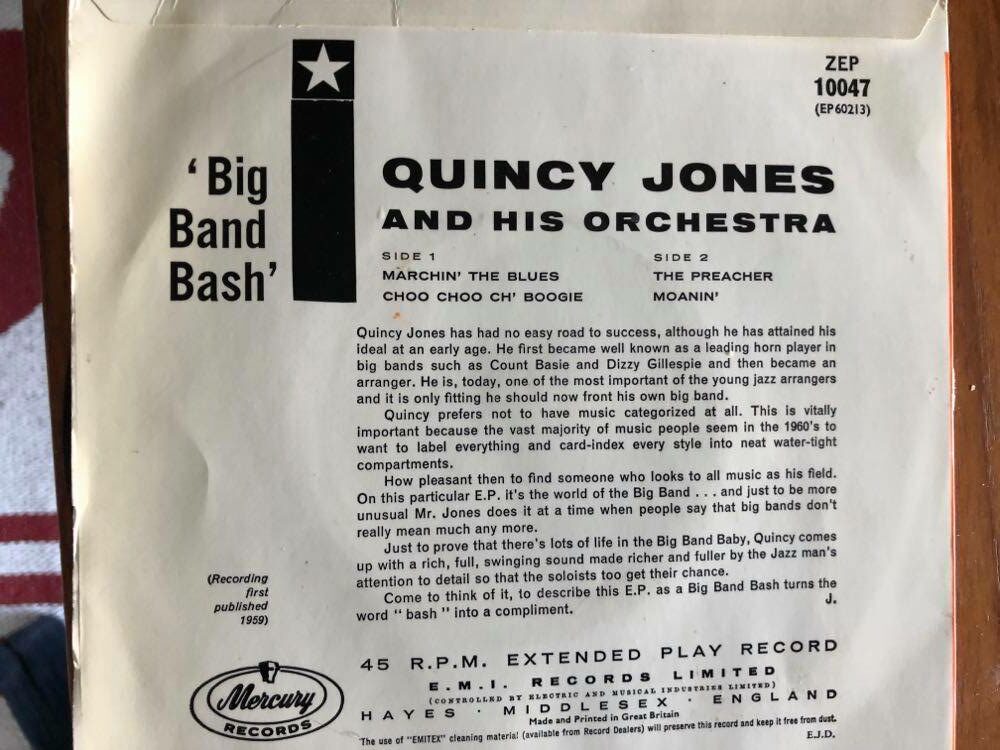 ZEP
10047
(EP60213)
‘Big
Band
Bash’
QUINCY JONES
AND HIS ORCHESTRA
SIDE 1
MARCHIN' THE BLUES
CHOO CHOO CH' BOOGIE
SIDE 2
THE PREACHER
MOANIN'
Quincy Jones has had no easy road to success, although he has attained his
ideal at an early age. He first became well known as a leading horn player in
big bands such as Count Basie and Dizzy Gillespie and then became an
arranger. He is, today, one of the most important of the young jazz arrangers
and it is only fitting he should now front his own big band.
Quincy prefers not to have music categorized at all. This is vitally
important because the vast majority of music people seem in the 1960's to
want to label everything and card-index every style into neat water-tight
compartments.
How pleasant then to find someone who looks to all music as his field.
On this particular E.P. it's the world of the Big Band . . . and just to be more
unusual Mr. Jones does it at a time when people say that big bands don't
really mean much any more.
Just to prove that there's lots of life in the Big Band Baby, Quincy comes
up with a rich, full, swinging sound made richer and fuller by the Jazz man's
attention to detail so that the soloists too get their chance.
Come to think of it, to describe this E.P. as a Big Band Bash turns the
word “ bash ” into a compliment.
J.
(Recording
first
published
1959)
Mercury
RECORDS
45 R.P.M. EXTENDED PLAY RECORD
E.M.I. RECORDS LIMITED
(CONTROLLED BY ELECTRIC AND MUSICAL INDUSTRIES LIMITED)
HAYES · MIDDLESEX · ENGLAND
Made and Printed in Great Britain
The use of "EMITEX" cleaning material (available from Record Dealers) will preserve this record and keep it free from dust.
E.J.D.